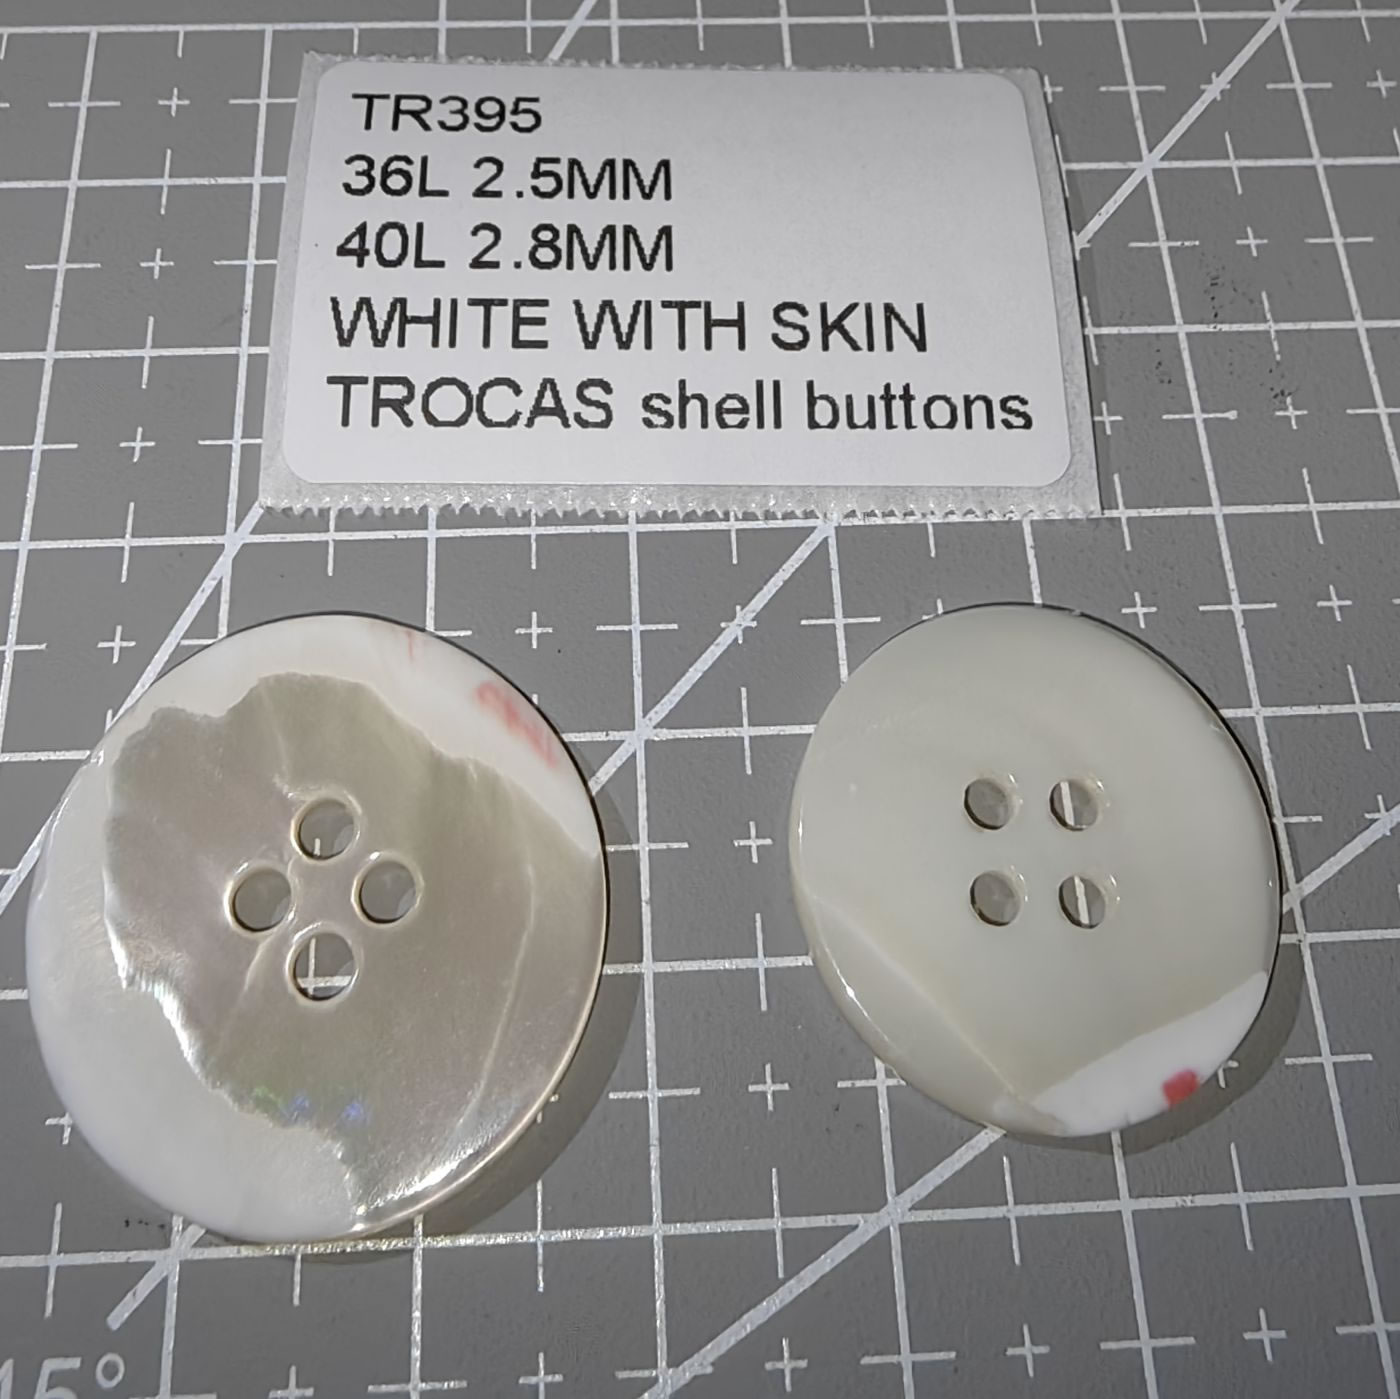 TR395
36L 2.5MM
40L 2.8MM
WHITE WITH SKIN
TROCAS shell buttons
15°